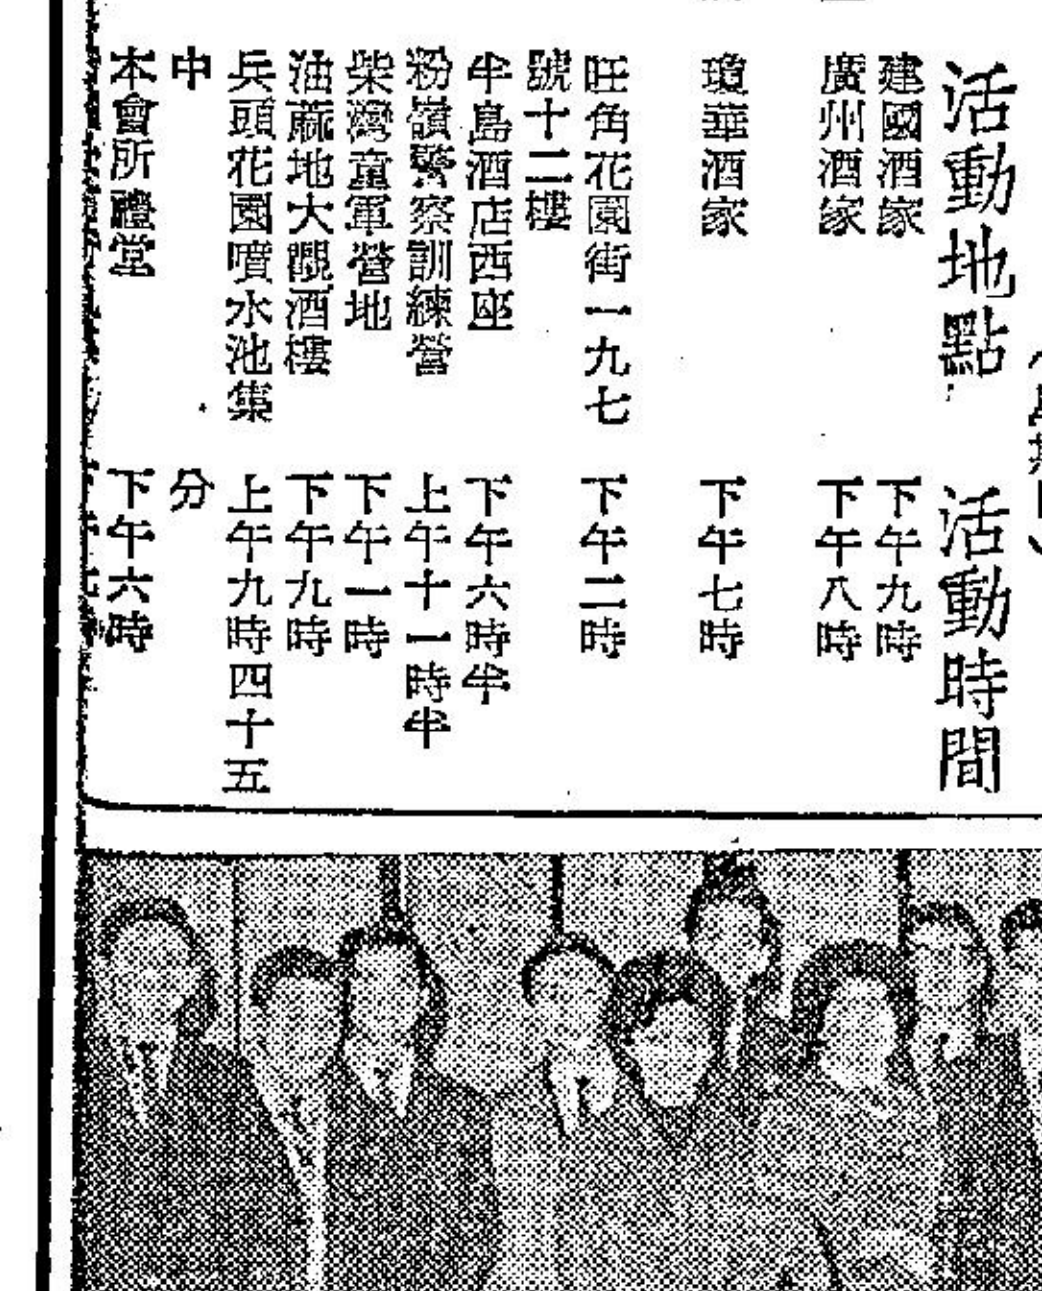 活動地點 活動時間
建國酒家 下午九時
廣州酒家 下午八時
瓊華酒家 下午七時
旺角花園街一九七 下午二時
號十二樓
半島酒店西座 下午六時半
粉嶺警察訓練營 上午十一時半
柴灣童軍營地 下午一時
油蔴地大觀酒樓 下午九時
兵頭花園噴水池集 上午九時四十五
中 分
本會所禮堂 下午六時